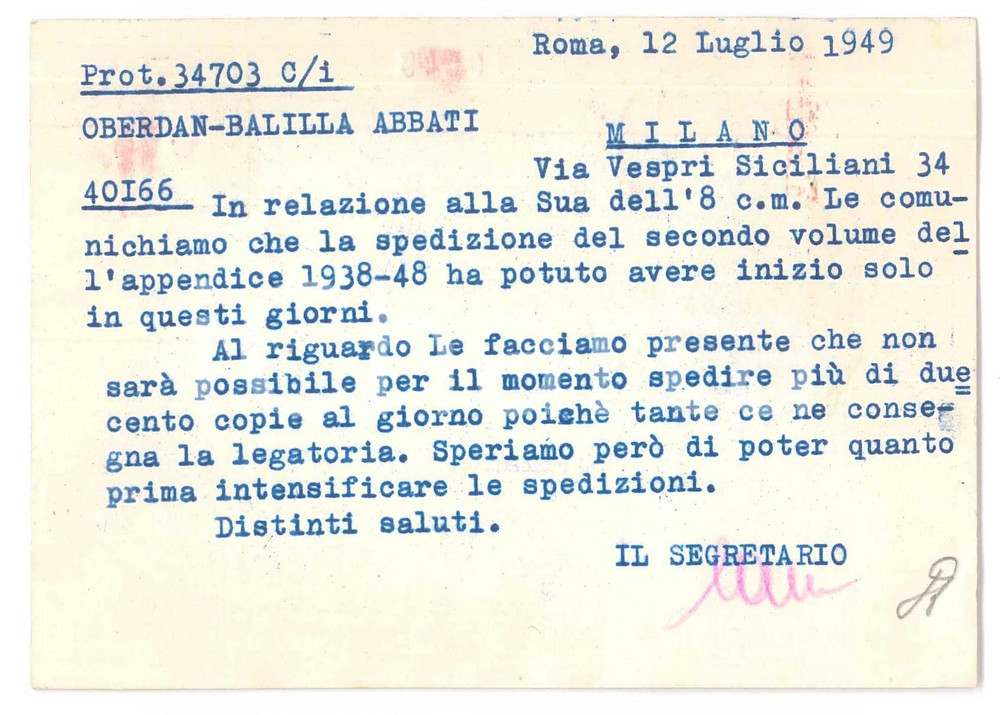 Roma, 12 Luglio 1949
Prot.34703 C/i
OBERDAN-BALILLA ABBATI
M I L A N O
Via Vespri Siciliani 34
40I66 In relazione alla Sua dell'8 c.m. Le comu-
nichiamo che la spedizione del secondo volume del
l'appendice 1938-48 ha potuto avere inizio solo
in questi giorni.
Al riguardo Le facciamo presente che non
sarà possibile per il momento spedire più di due
cento copie al giorno poichè tante ce ne conse-
gna la legatoria. Speriamo però di poter quanto
prima intensificare le spedizioni.
Distinti saluti.
IL SEGRETARIO